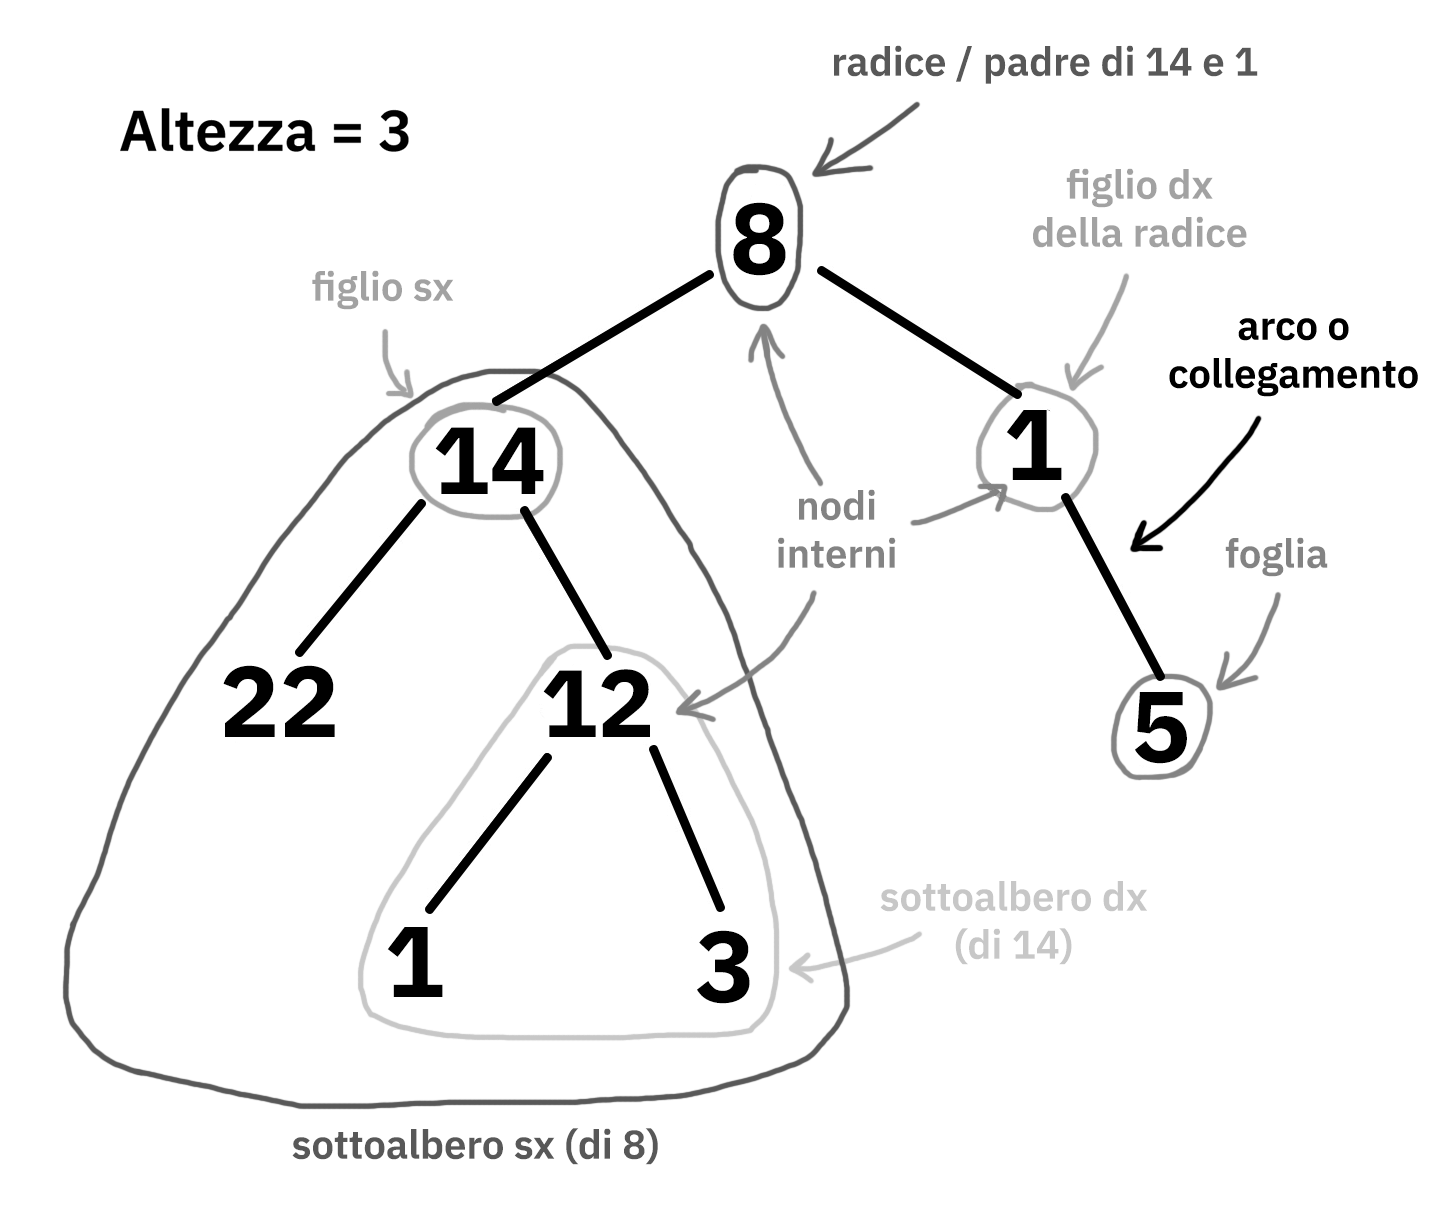 radice / padre di 14 e 1
Altezza = 3
figlio dx
della radice
8
figlio sx
arco o
collegamento
14
1
nodi
interni
foglia
22
12
5
sottoalbero dx
(di 14)
1
3
sottoalbero sx (di 8)